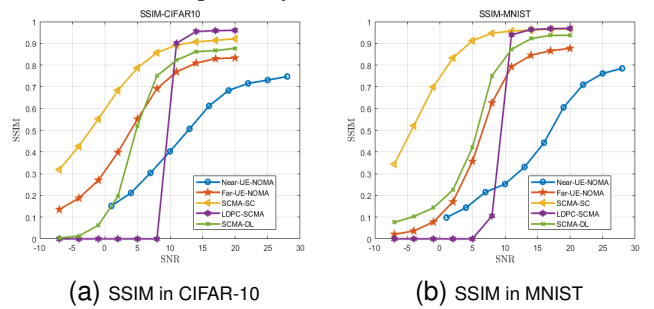 SSIM-CIFAR10
1
0.9
0.8
0.7
0.6
0.5
0.4
0.3
0.2
0.1
0
SSIM
-10 -5 0 5 10 15 20 25 30
SNR
Near-UE-NOMA
Far-UE-NOMA
SCMA-SC
LDPC-SCMA
SCMA-DL
(a) SSIM in CIFAR-10
SSIM-MNIST
1
0.9
0.8
0.7
0.6
0.5
0.4
0.3
0.2
0.1
0
SSIM
-10 -5 0 5 10 15 20 25 30
SNR
Near-UE-NOMA
Far-UE-NOMA
SCMA-SC
LDPC-SCMA
SCMA-DL
(b) SSIM in MNIST